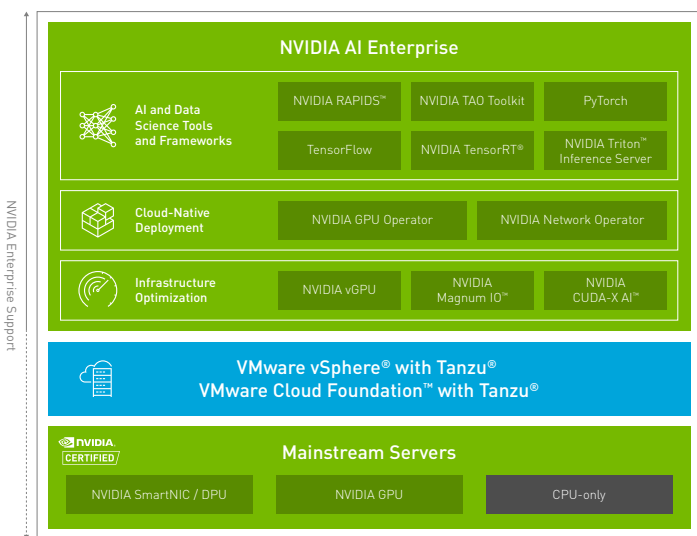 NVIDIA AI Enterprise
AI and Data
Science Tools
and Frameworks
NVIDIA RAPIDS™
NVIDIA TAO Toolkit
PyTorch
TensorFlow
NVIDIA TensorRT®
NVIDIA Triton™
Inference Server
Cloud-Native
Deployment
NVIDIA GPU Operator
NVIDIA Network Operator
Infrastructure
Optimization
NVIDIA vGPU
NVIDIA
Magnum IO™
NVIDIA
CUDA-X AI™
NVIDIA Enterprise Support
VMware vSphere® with Tanzu®
VMware Cloud Foundation™ with Tanzu®
NVIDIA.
CERTIFIED
Mainstream Servers
NVIDIA SmartNIC / DPU
NVIDIA GPU
CPU-only